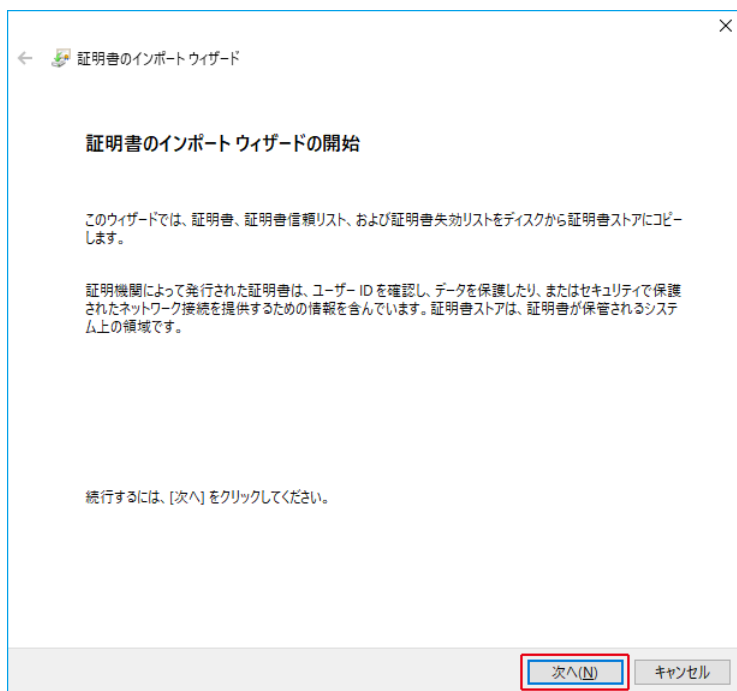 証明書のインポート ウィザード
証明書のインポート ウィザードの開始
このウィザードでは、証明書、証明書信頼リスト、および証明書失効リストをディスクから証明書ストアにコピー
します。
証明機関によって発行された証明書は、ユーザー ID を確認し、データを保護したり、またはセキュリティで保護
されたネットワーク接続を提供するための情報を含んでいます。証明書ストアは、証明書が保管されるシステ
ム上の領域です。
続行するには、[次へ] をクリックしてください。
次へ(N)
キャンセル